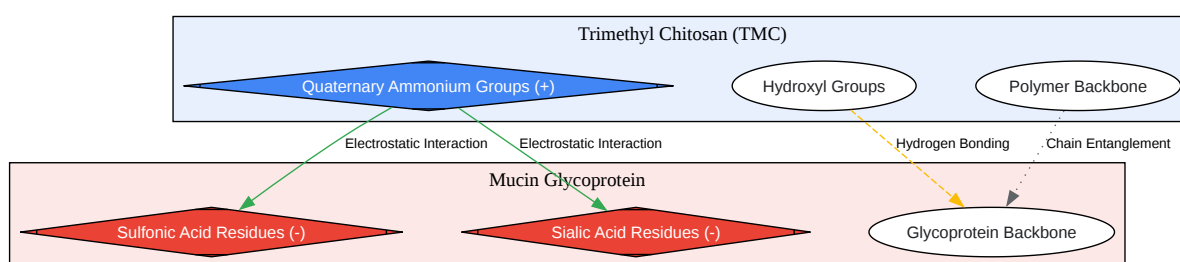 Trimethyl Chitosan (TMC)
Quaternary Ammonium Groups (+)
Hydroxyl Groups
Polymer Backbone
Electrostatic Interaction
Electrostatic Interaction
Hydrogen Bonding
Chain Entanglement
Mucin Glycoprotein
Sulfonic Acid Residues (-)
Sialic Acid Residues (-)
Glycoprotein Backbone